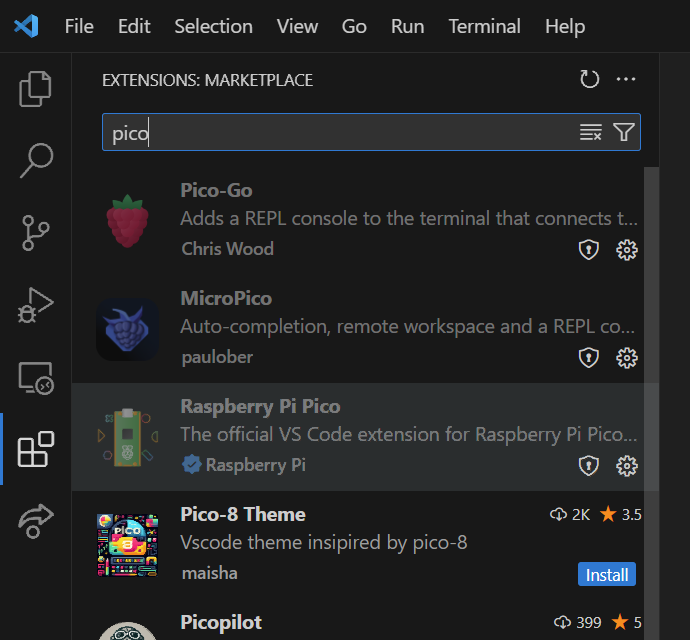 File Edit Selection View Go Run Terminal Help
EXTENSIONS: MARKETPLACE
pico
Pico-Go
Adds a REPL console to the terminal that connects t...
Chris Wood
MicroPico
Auto-completion, remote workspace and a REPL co...
paulober
Raspberry Pi Pico
The official VS Code extension for Raspberry Pi Pico...
Raspberry Pi
Pico-8 Theme 2K 3.5
Vscode theme insipired by pico-8
maisha
Install
PICO
8
Picopilot 399 5